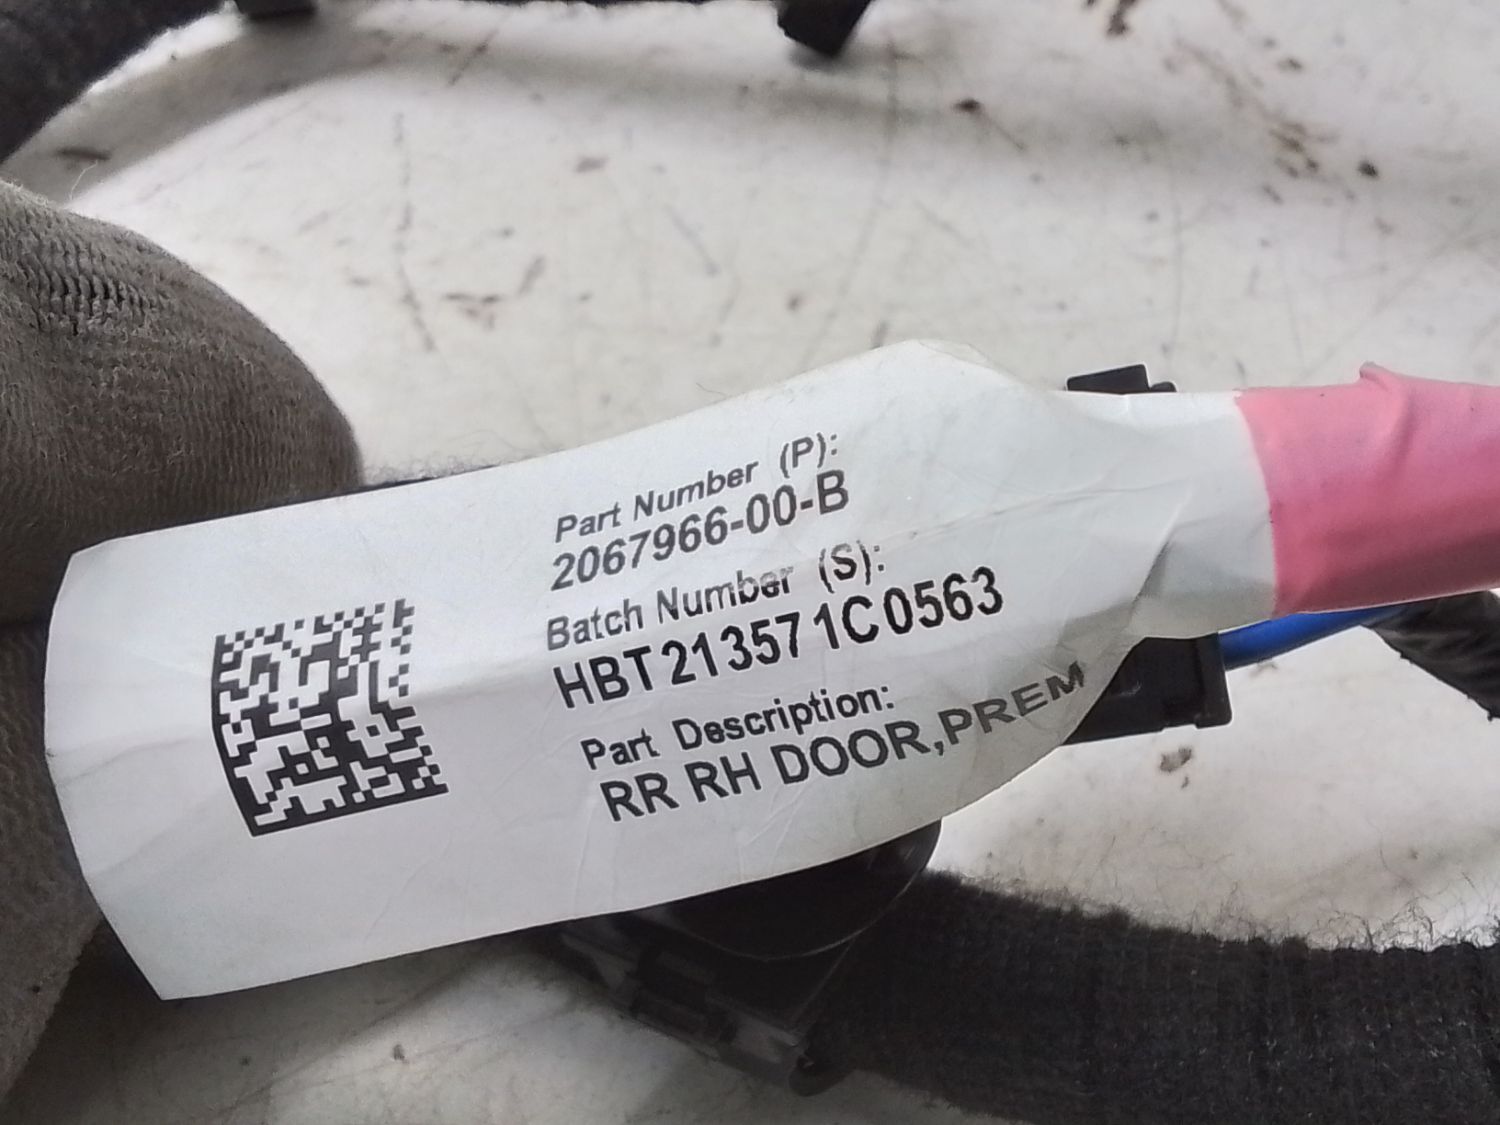 Part Number (P):
2067966-00-B
Batch Number (S):
HBT213571C0563
Part Description:
RR RH DOOR,PREM